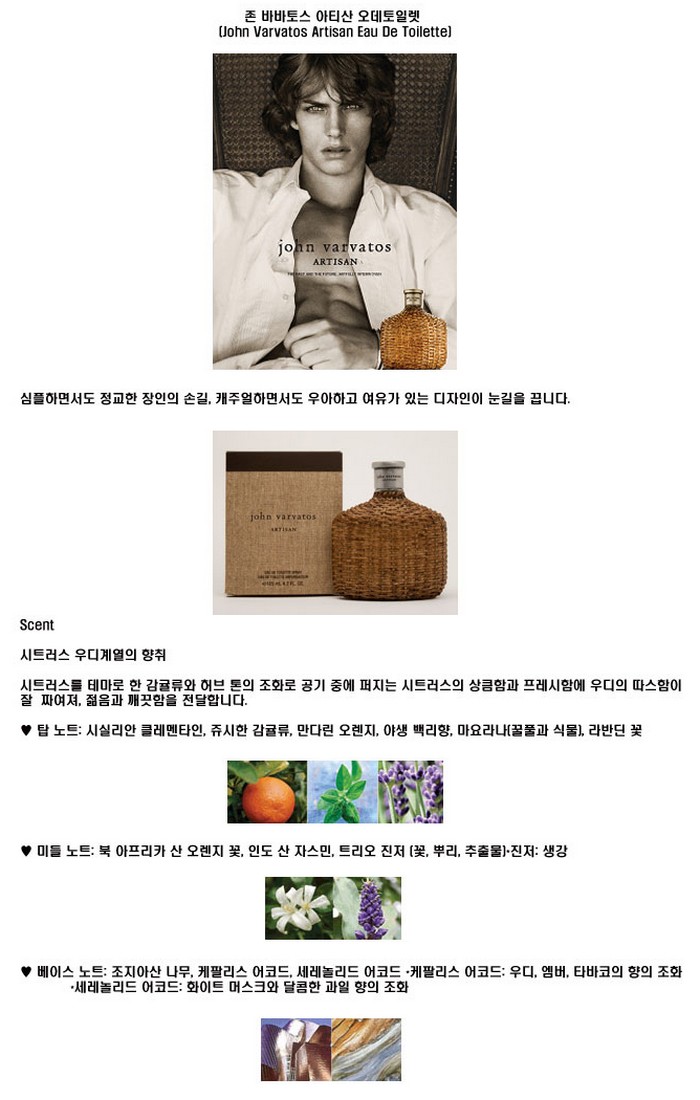 존 바바토스 아티산 오데토일렛
(John Varvatos Artisan Eau De Toilette)
john varvatos
ARTISAN
심플하면서도 정교한 장인의 손길, 캐주얼하면서도 우아하고 여유가 있는 디자인이 눈길을 끕니다.
john varvatos
ARTISAN
Scent
시트러스 우디계열의 향취
시트러스를 테마로 한 감귤류와 허브 톤의 조화로 공기 중에 퍼지는 시트러스의 상큼함과 프레시함에 우디의 따스함이
잘 짜여져, 젊음과 깨끗함을 전달합니다.
♥ 탑 노트: 시실리안 클레멘타인, 쥬시한 감귤류, 만다린 오렌지, 야생 백리향, 마요라나(꿀풀과 식물), 라반딘 꽃
♥ 미들 노트: 북 아프리카 산 오렌지 꽃, 인도 산 자스민, 트리오 진저 (꽃, 뿌리, 추출물)·진저: 생강
♥ 베이스 노트: 조지아산 나무, 케팔리스 어코드, 세레놀리드 어코드 ·케팔리스 어코드: 우디, 엠버, 타바코의 향의 조화
·세레놀리드 어코드: 화이트 머스크와 달콤한 과일 향의 조화